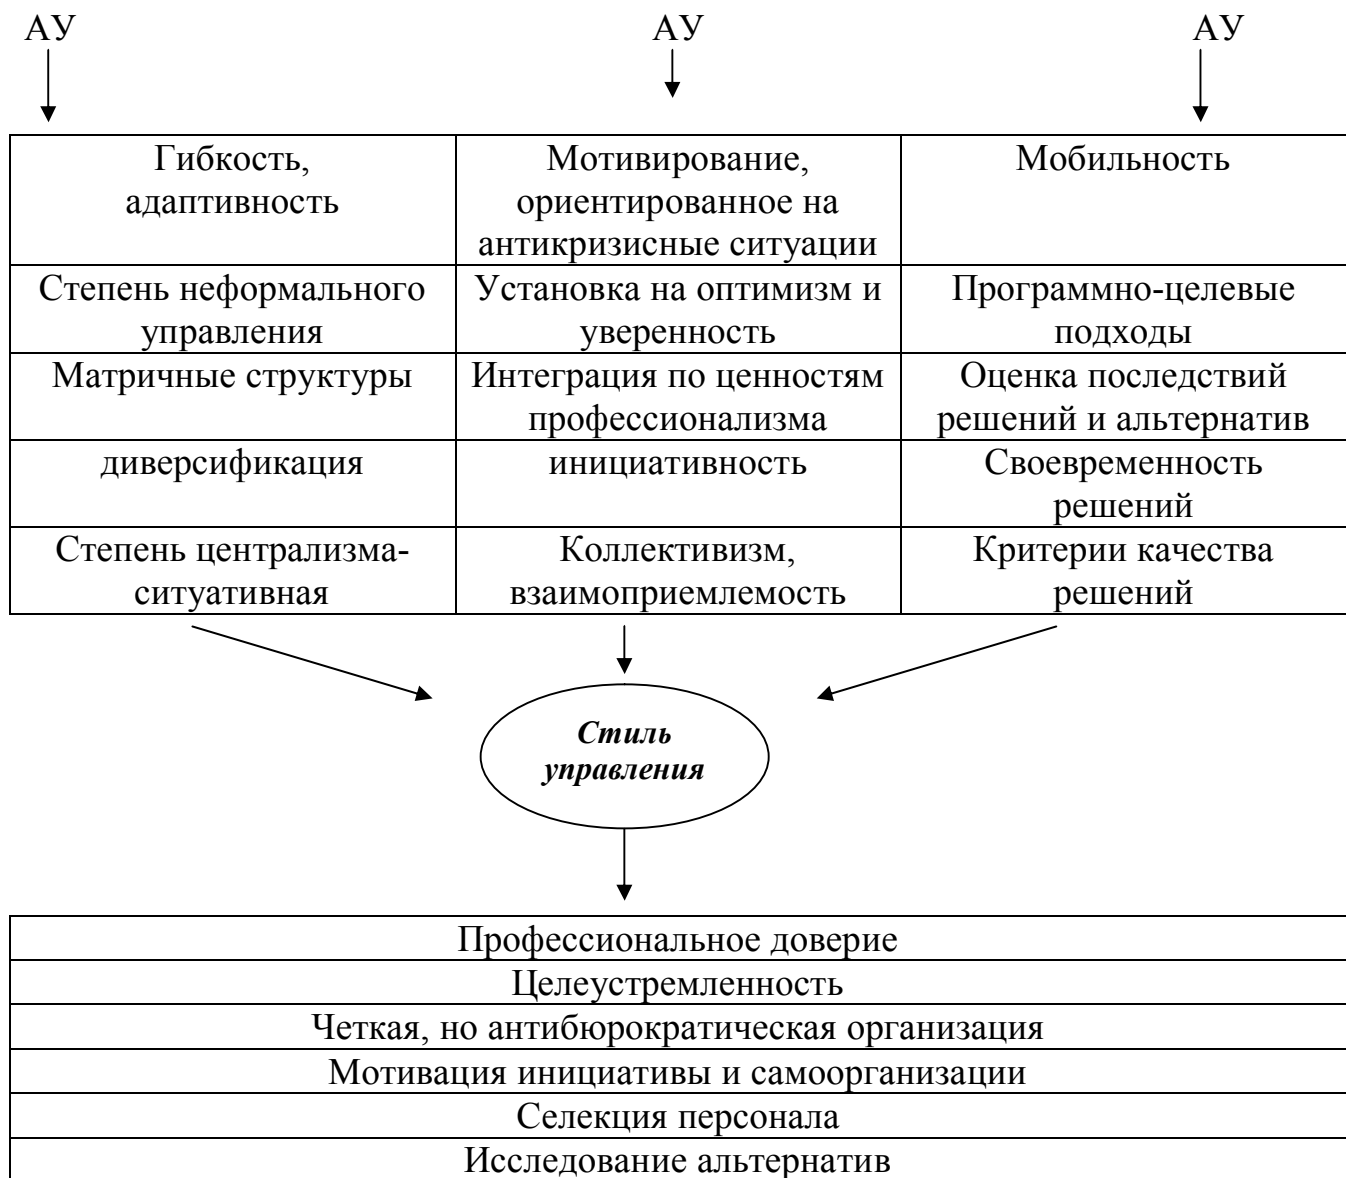 АУ АУ АУ
Гибкость,
адаптивность
Мотивирование,
ориентированное на
антикризисные ситуации
Мобильность
Степень неформального
управления
Установка на оптимизм и
уверенность
Программно-целевые
подходы
Матричные структуры
Интеграция по ценностям
профессионализма
Оценка последствий
решений и альтернатив
диверсификация
инициативность
Своевременность
решений
Степень централизма-
ситуативная
Коллективизм,
взаимоприемлемость
Критерии качества
решений
Стиль
управления
Профессиональное доверие
Целеустремленность
Четкая, но антибюрократическая организация
Мотивация инициативы и самоорганизации
Селекция персонала
Исследование альтернатив